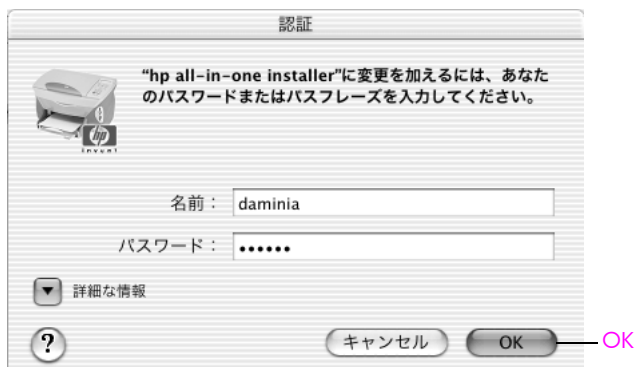 認証
“hp all-in-one installer”に変更を加えるには、あなた
のパスワードまたはパスフレーズを入力してください。
hp
invent
名前：
daminia
パスワード：
••••••
詳細な情報
?
キャンセル
OK
OK